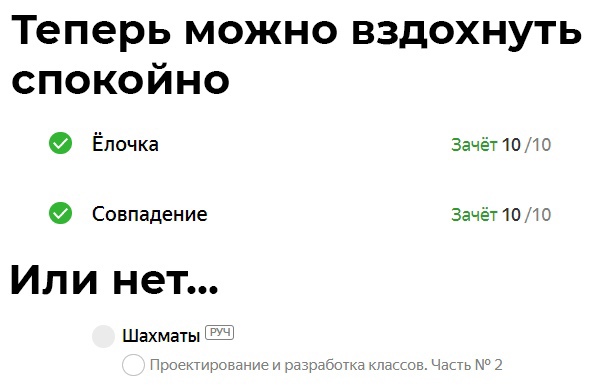 Теперь можно вздохнуть
спокойно
Ёлочка Зачёт 10 /10
Совпадение Зачёт 10 /10
Или нет...
Шахматы РУЧ
Проектирование и разработка классов. Часть № 2